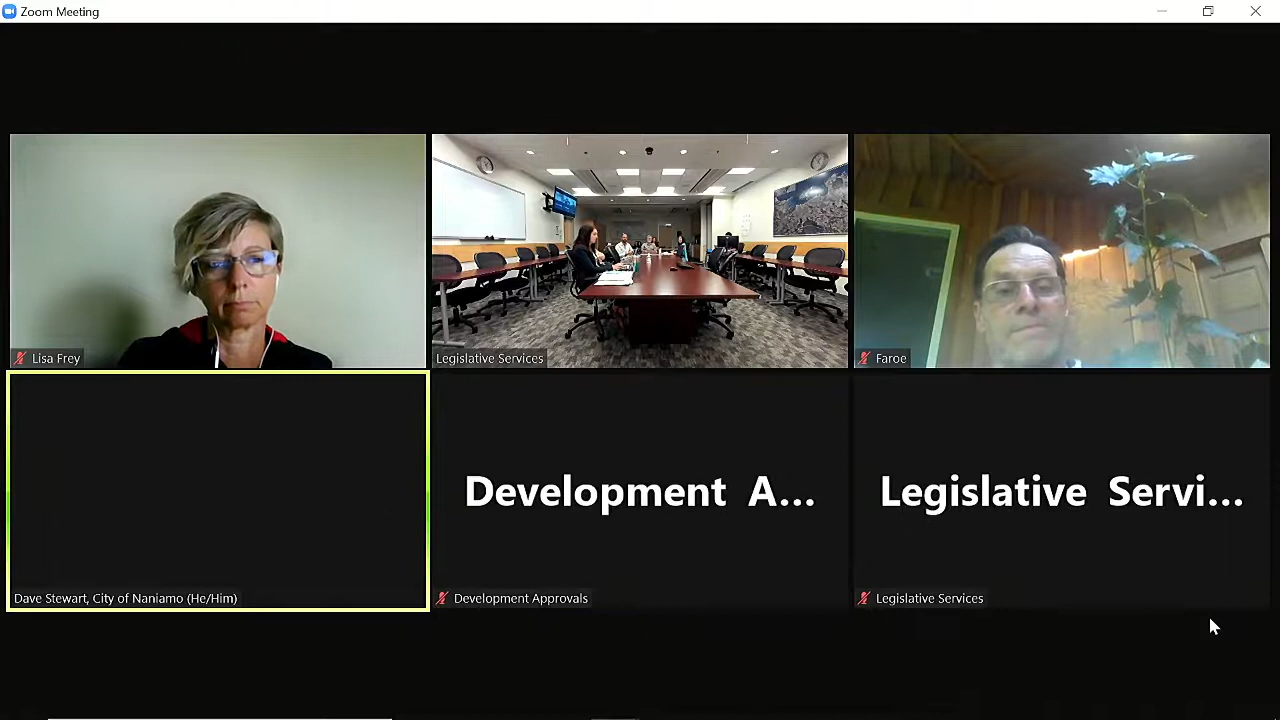 Zoom Meeting
Lisa Frey
Legislative Services
Faroe
Development A...
Legislative Servi...
Dave Stewart, City of Naniamo (He/Him)
Development Approvals
Legislative Services